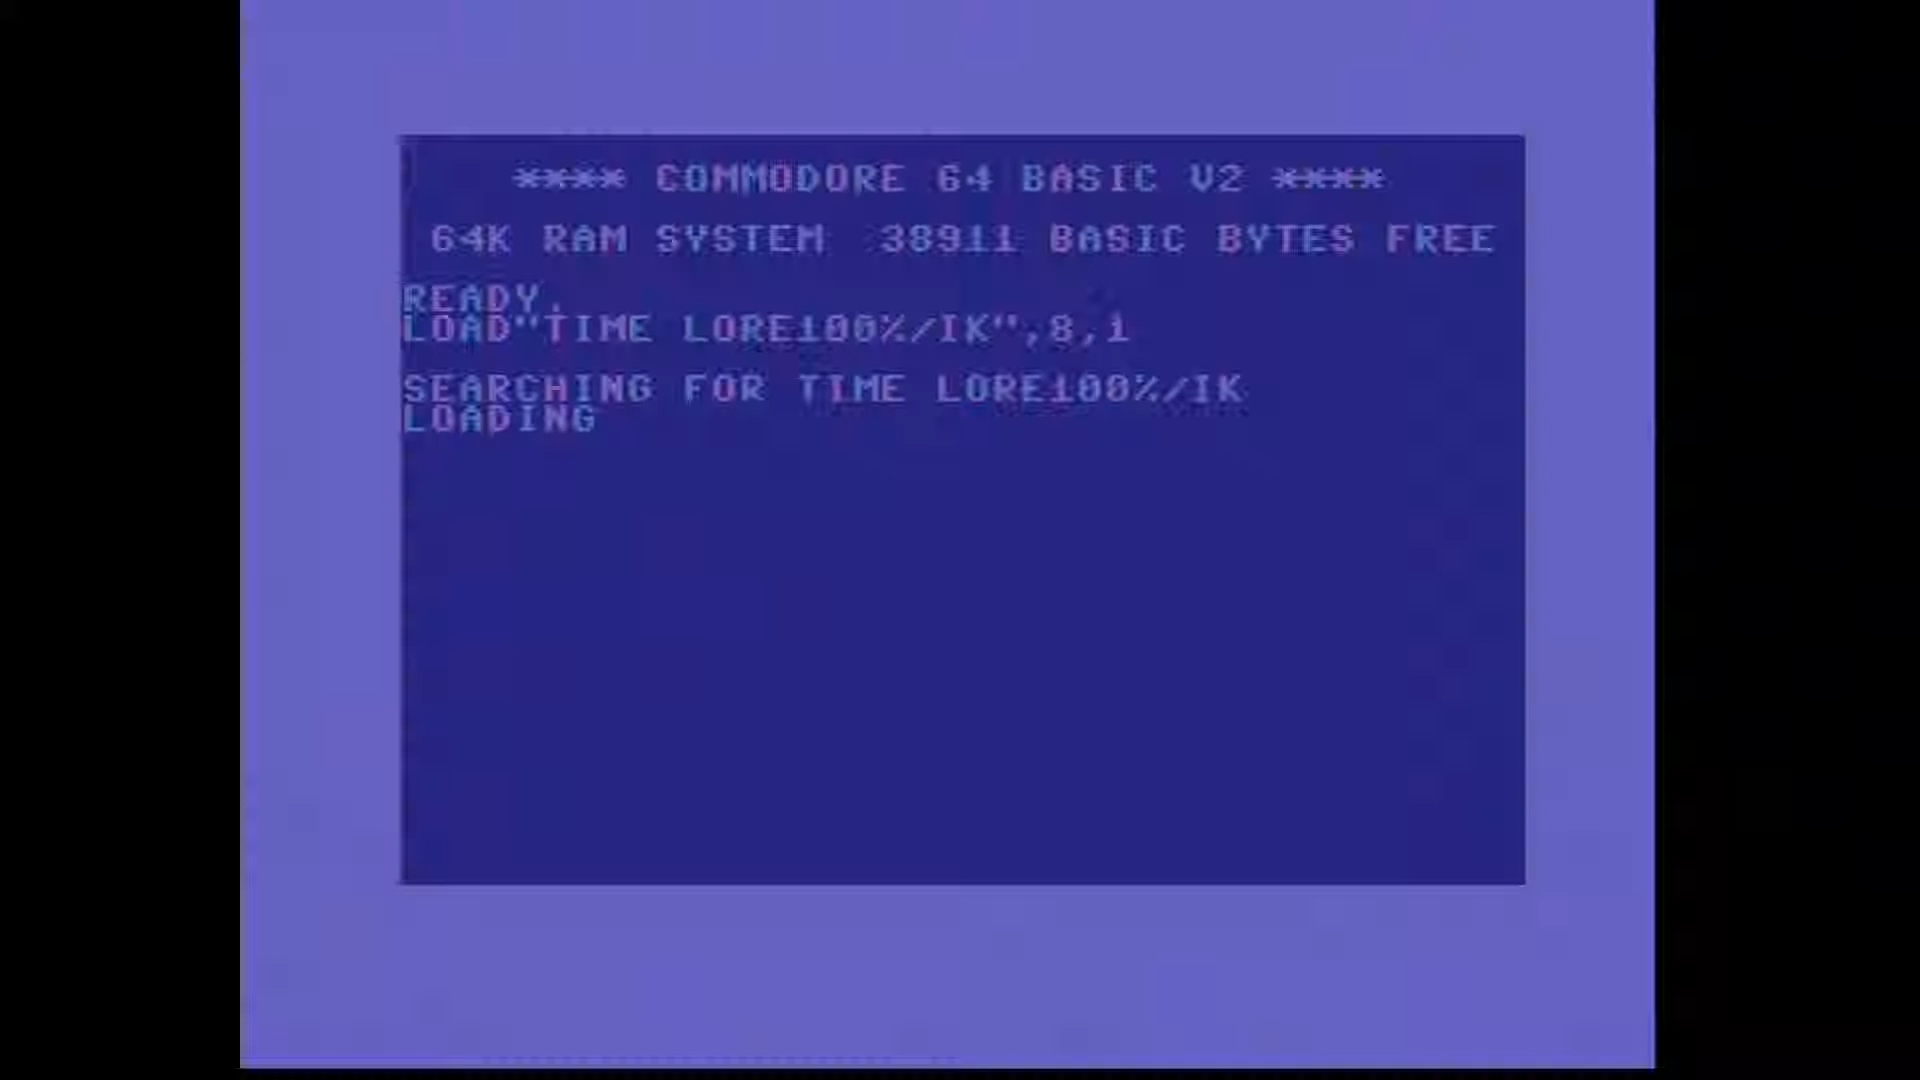 **** COMMODORE 64 BASIC V2 ****
64K RAM SYSTEM  38911 BASIC BYTES FREE
READY.
LOAD"TIME LORE100%/IK",8,1
SEARCHING FOR TIME LORE100%/IK
LOADING